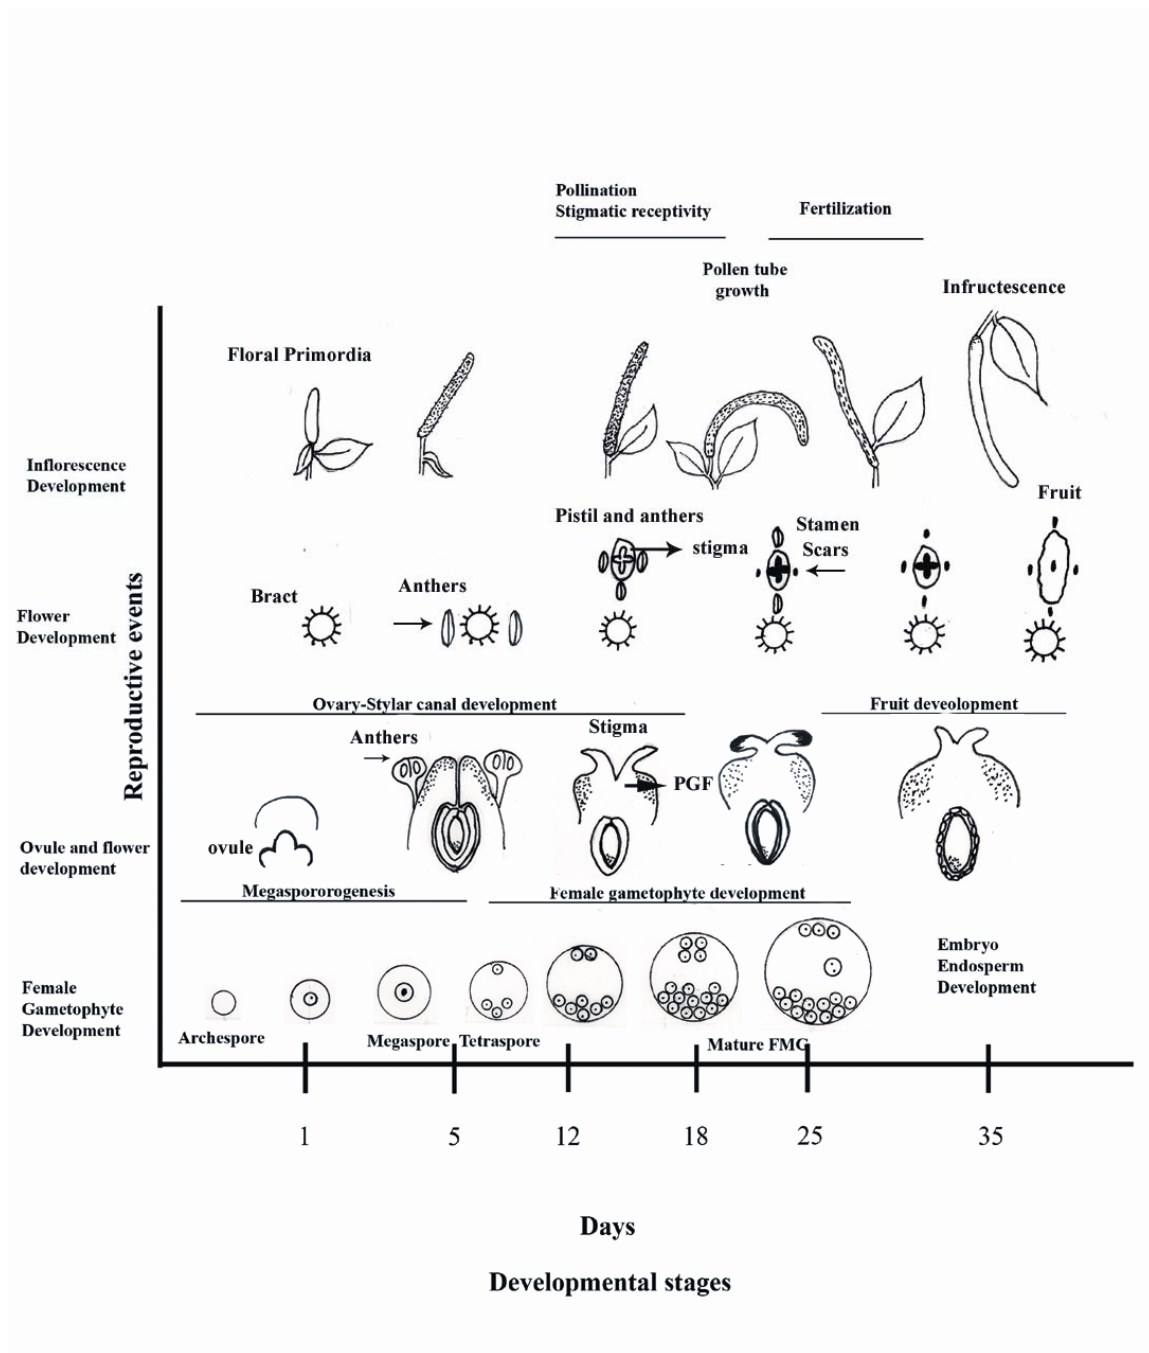 Pollination
Stigmatic receptivity
Fertilization
Pollen tube
growth
Infructescence
Floral Primordia
Inflorescence
Development
Fruit
Pistil and anthers
stigma
Stamen
Scars
Anthers
Bract
Flower
Development
Reproductive events
Ovary-Stylar canal development
Fruit deveolopment
Stigma
Anthers
PGF
ovule
Ovule and flower
development
Megaspororogenesis
Female gametophyte development
Embryo
Endosperm
Development
Female
Gametophyte
Development
Archespore
Megaspore
Tetraspore
Mature FMG
1 5 12 18 25 35
Days
Developmental stages